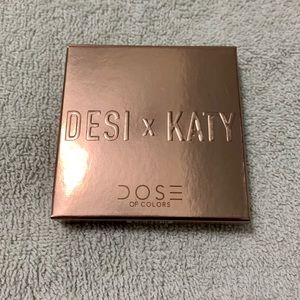 DESI x KATY
DOSE
OF COLORS